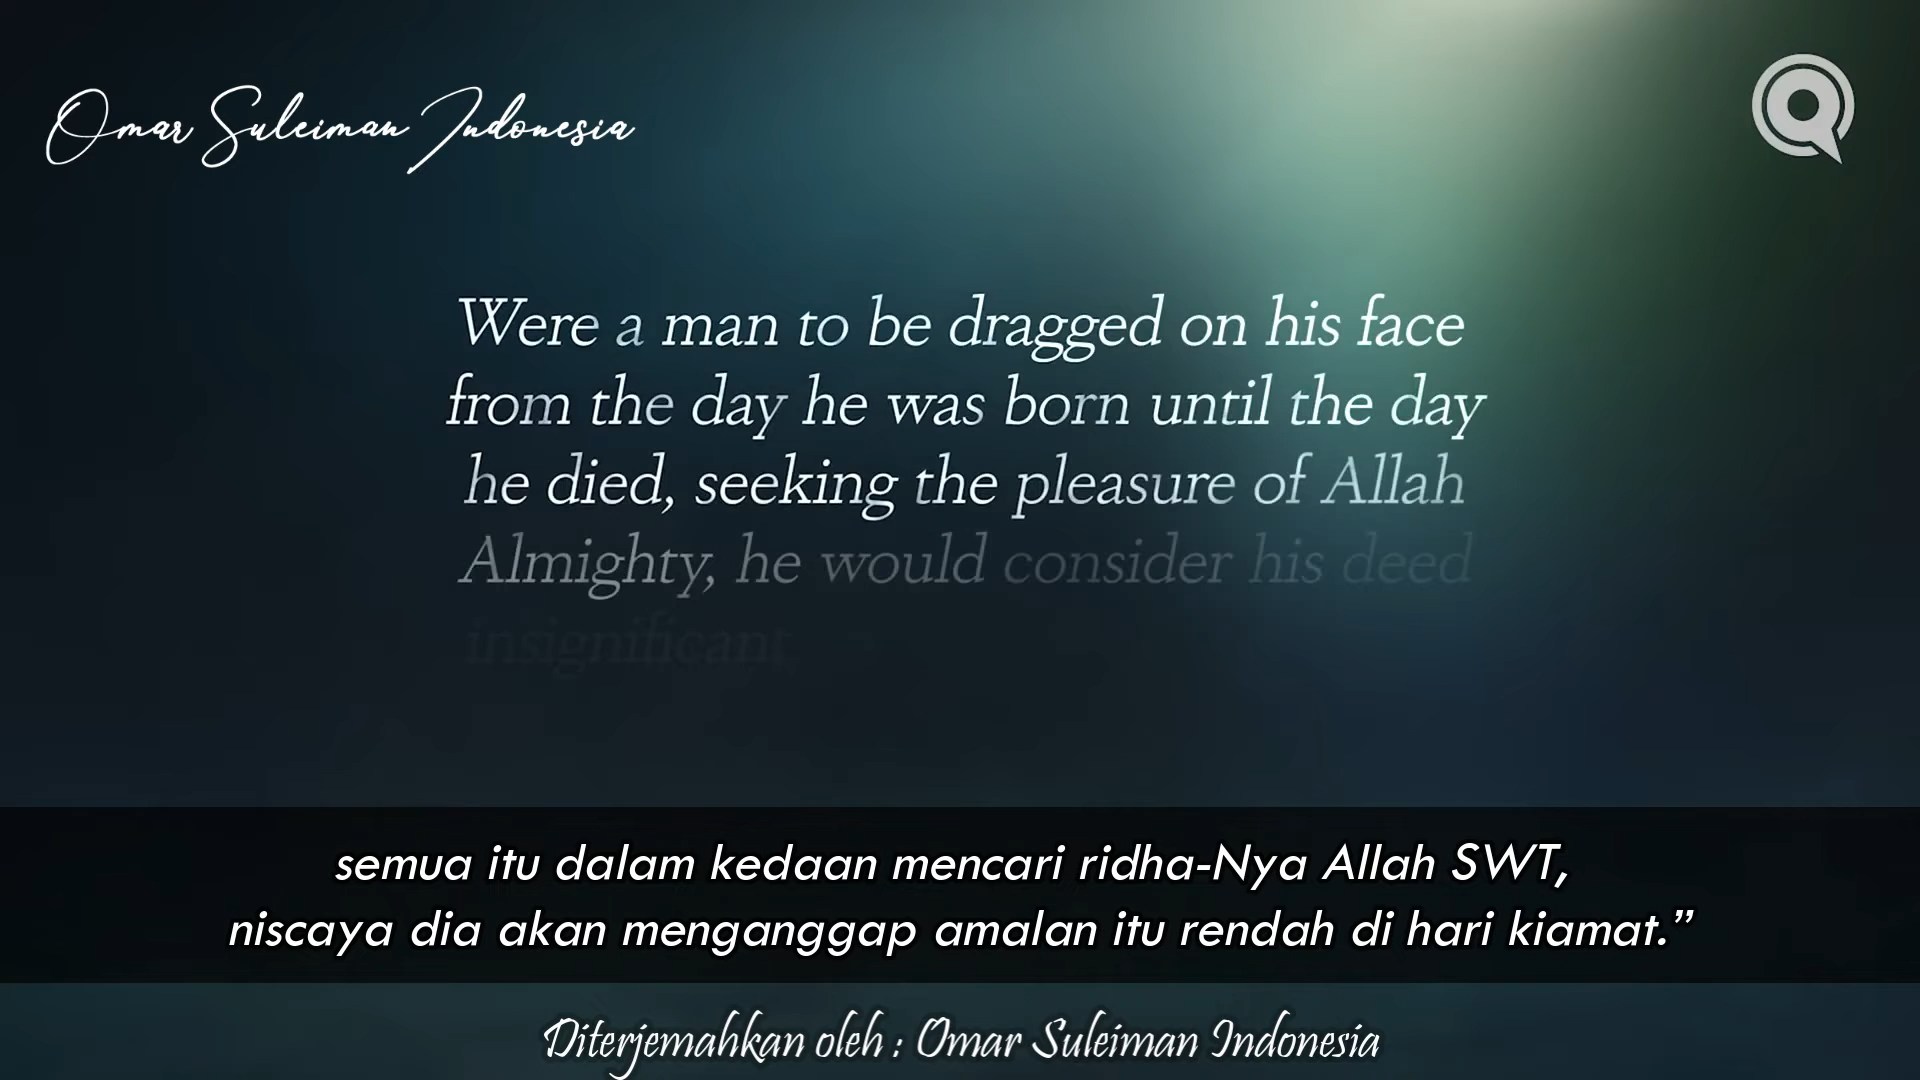 Omar Suleiman Indonesia
Were a man to be dragged on his face
from the day he was born until the day
he died, seeking the pleasure of Allah
Almighty, he would consider his deed
insignificant
semua itu dalam kedaan mencari ridha-Nya Allah SWT,
niscaya dia akan menganggap amalan itu rendah di hari kiamat.”
Diterjemahkan oleh : Omar Suleiman Indonesia